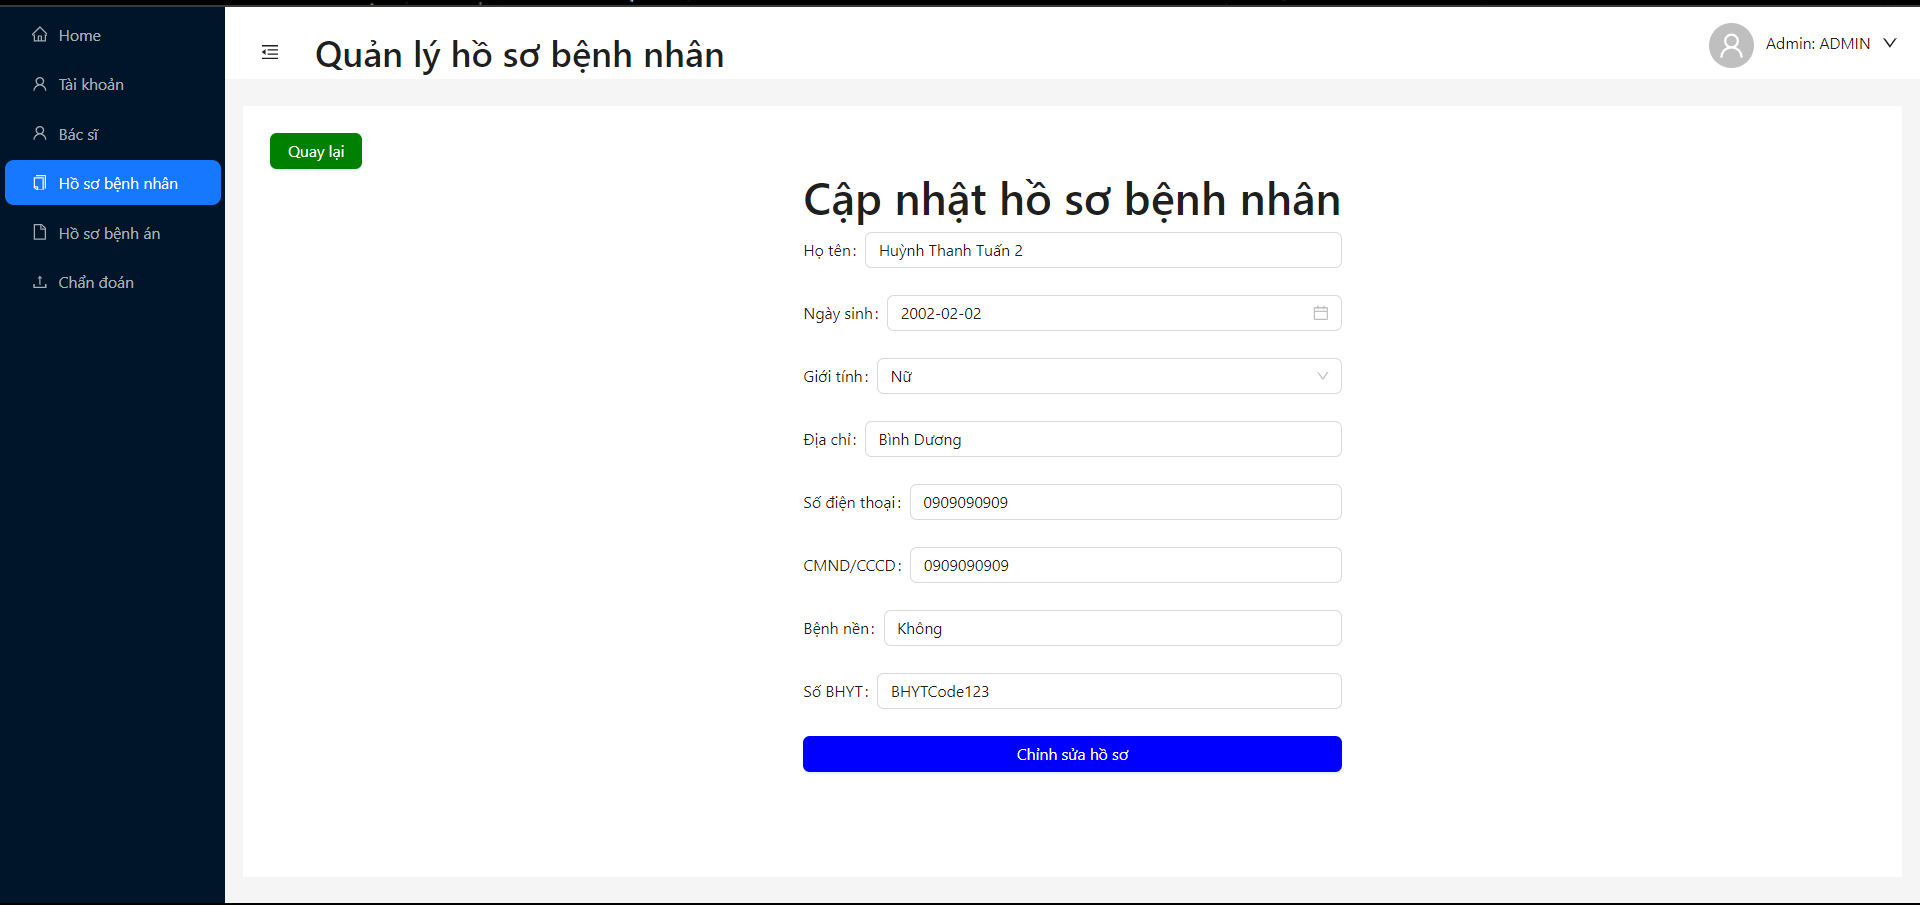 Home
Tài khoản
Bác sĩ
Hồ sơ bệnh nhân
Hồ sơ bệnh án
Chẩn đoán
Quản lý hồ sơ bệnh nhân
Admin: ADMIN
Quay lại
Cập nhật hồ sơ bệnh nhân
Họ tên: Huỳnh Thanh Tuấn 2
Ngày sinh: 2002-02-02
Giới tính: Nữ
Địa chỉ: Bình Dương
Số điện thoại: 0909090909
CMND/CCCD: 0909090909
Bệnh nền: Không
Số BHYT: BHYTCode123
Chỉnh sửa hồ sơ